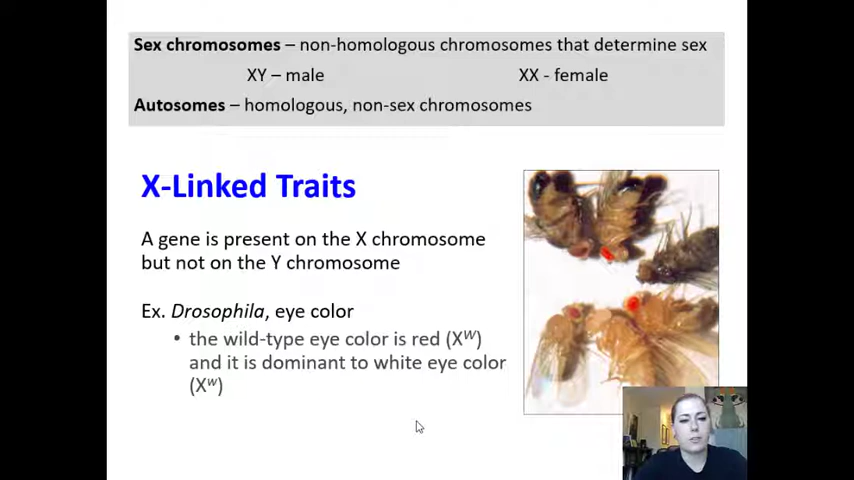 Sex chromosomes – non-homologous chromosomes that determine sex
XY – male XX - female
Autosomes – homologous, non-sex chromosomes
X-Linked Traits
A gene is present on the X chromosome
but not on the Y chromosome
Ex. Drosophila, eye color
• the wild-type eye color is red (Xᵂ)
and it is dominant to white eye color
(Xʷ)